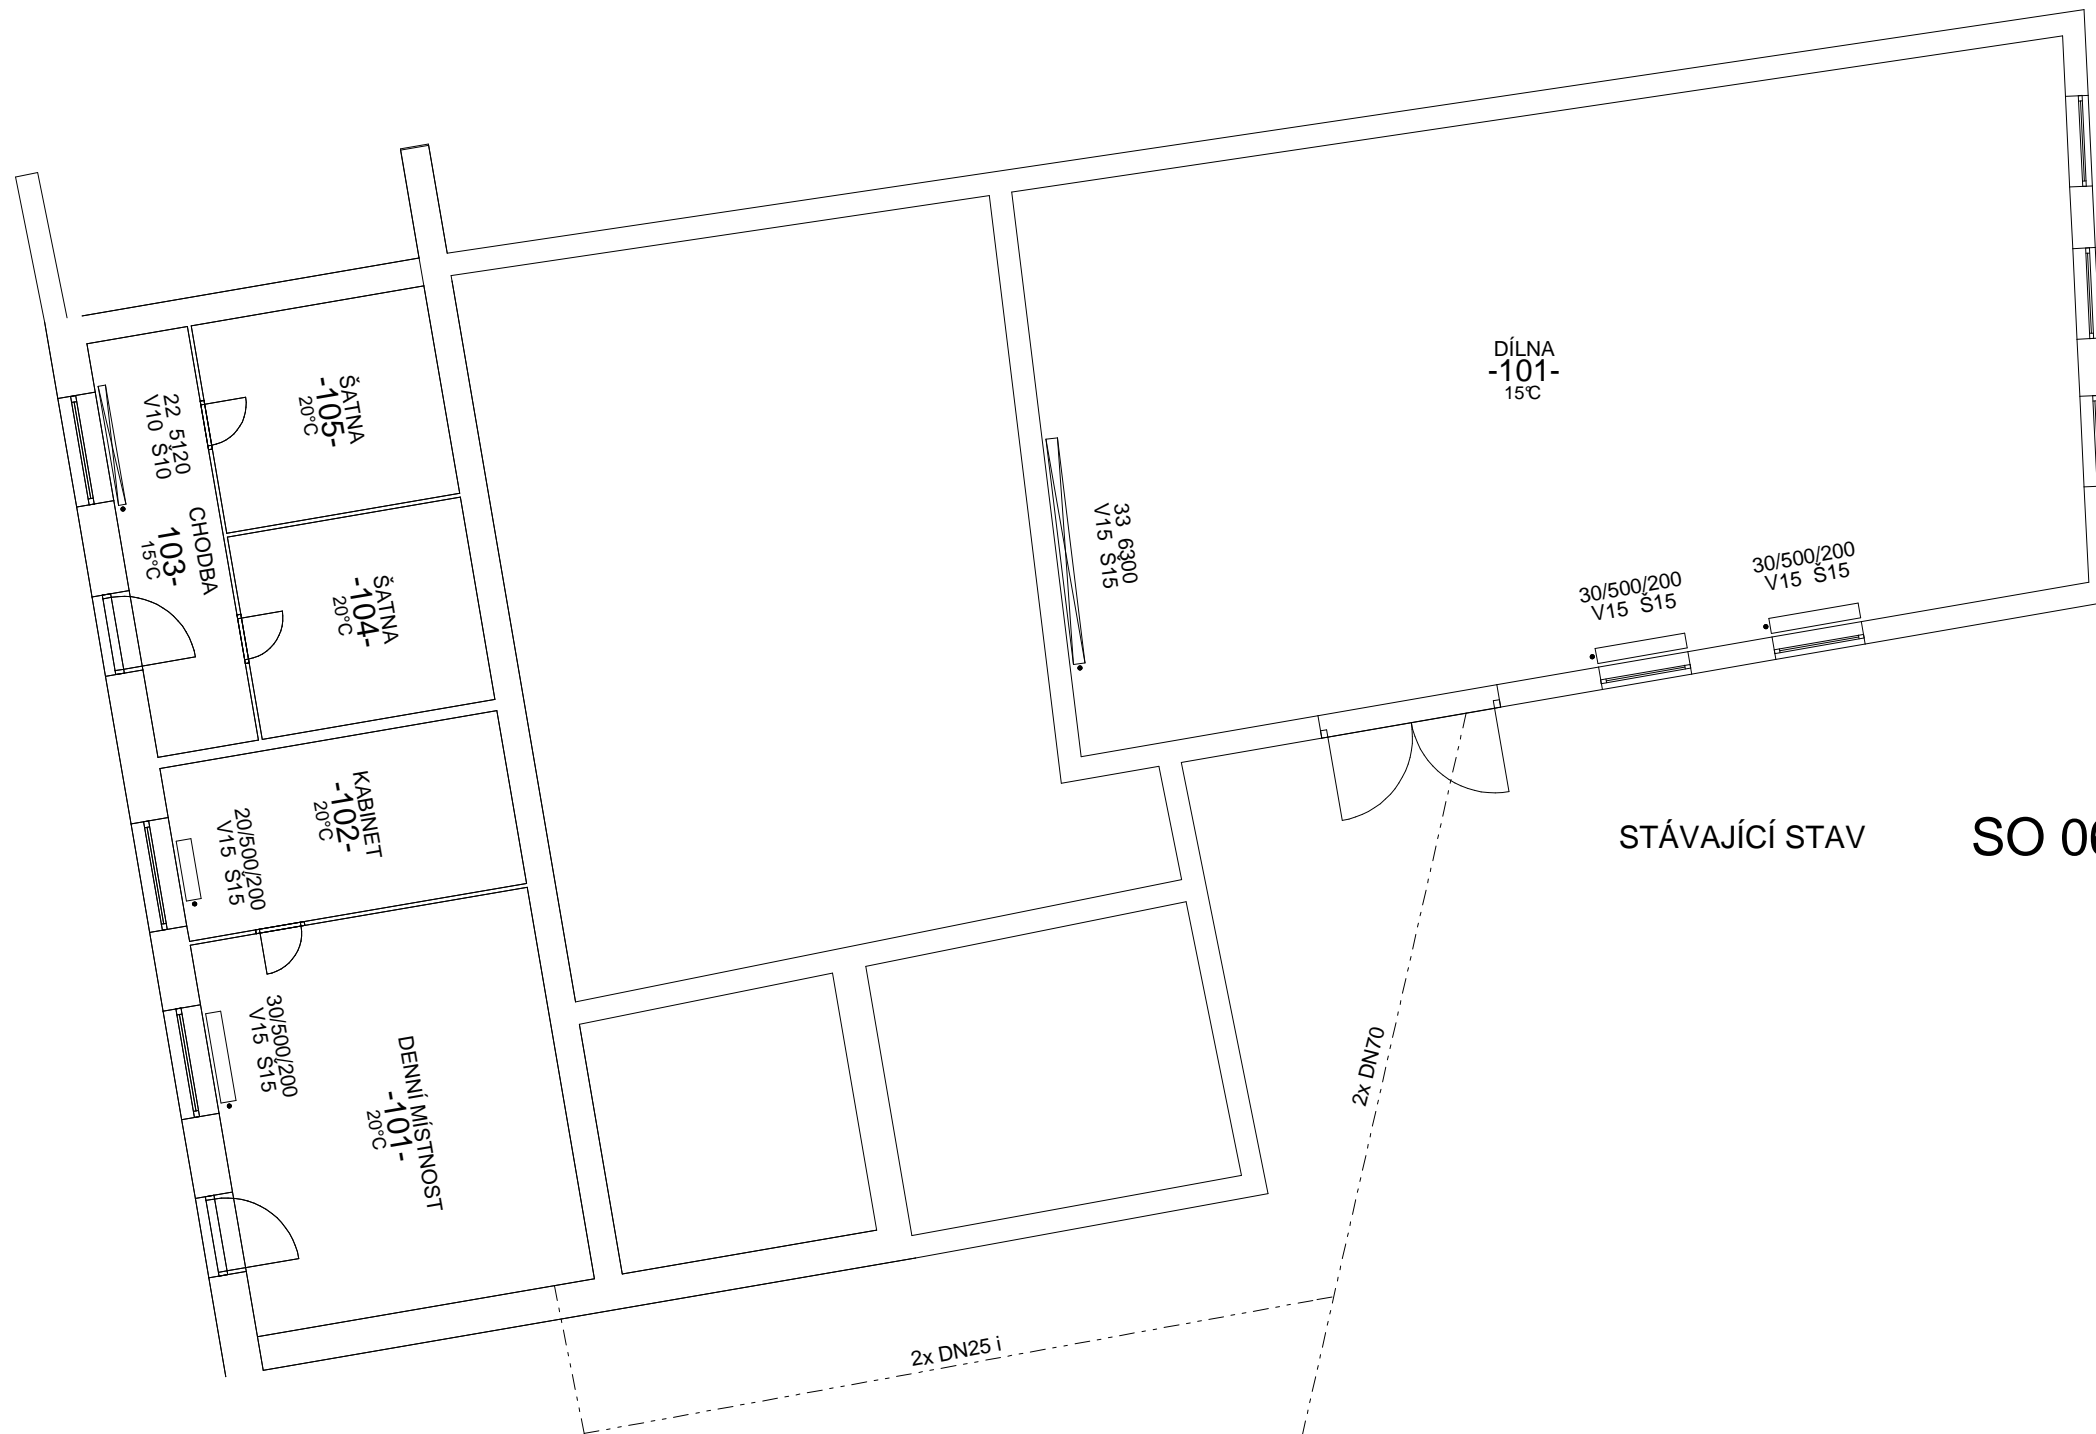 ŠATNA
-105-
20°C
22 5120
V10 Š10
CHODBA
103-
15°C
ŠATNA
-104-
20°C
KABINET
-102-
20°C
20/500/200
V15 Š15
30/500/200
V15 Š15
DENNÍ MÍSTNOST
-101-
20°C
DÍLNA
-101-
15°C
33 6300
V15 Š15
30/500/200
V15 Š15
30/500/200
V15 Š15
STÁVAJÍCÍ STAV
SO 06
2x DN70
2x DN25 i